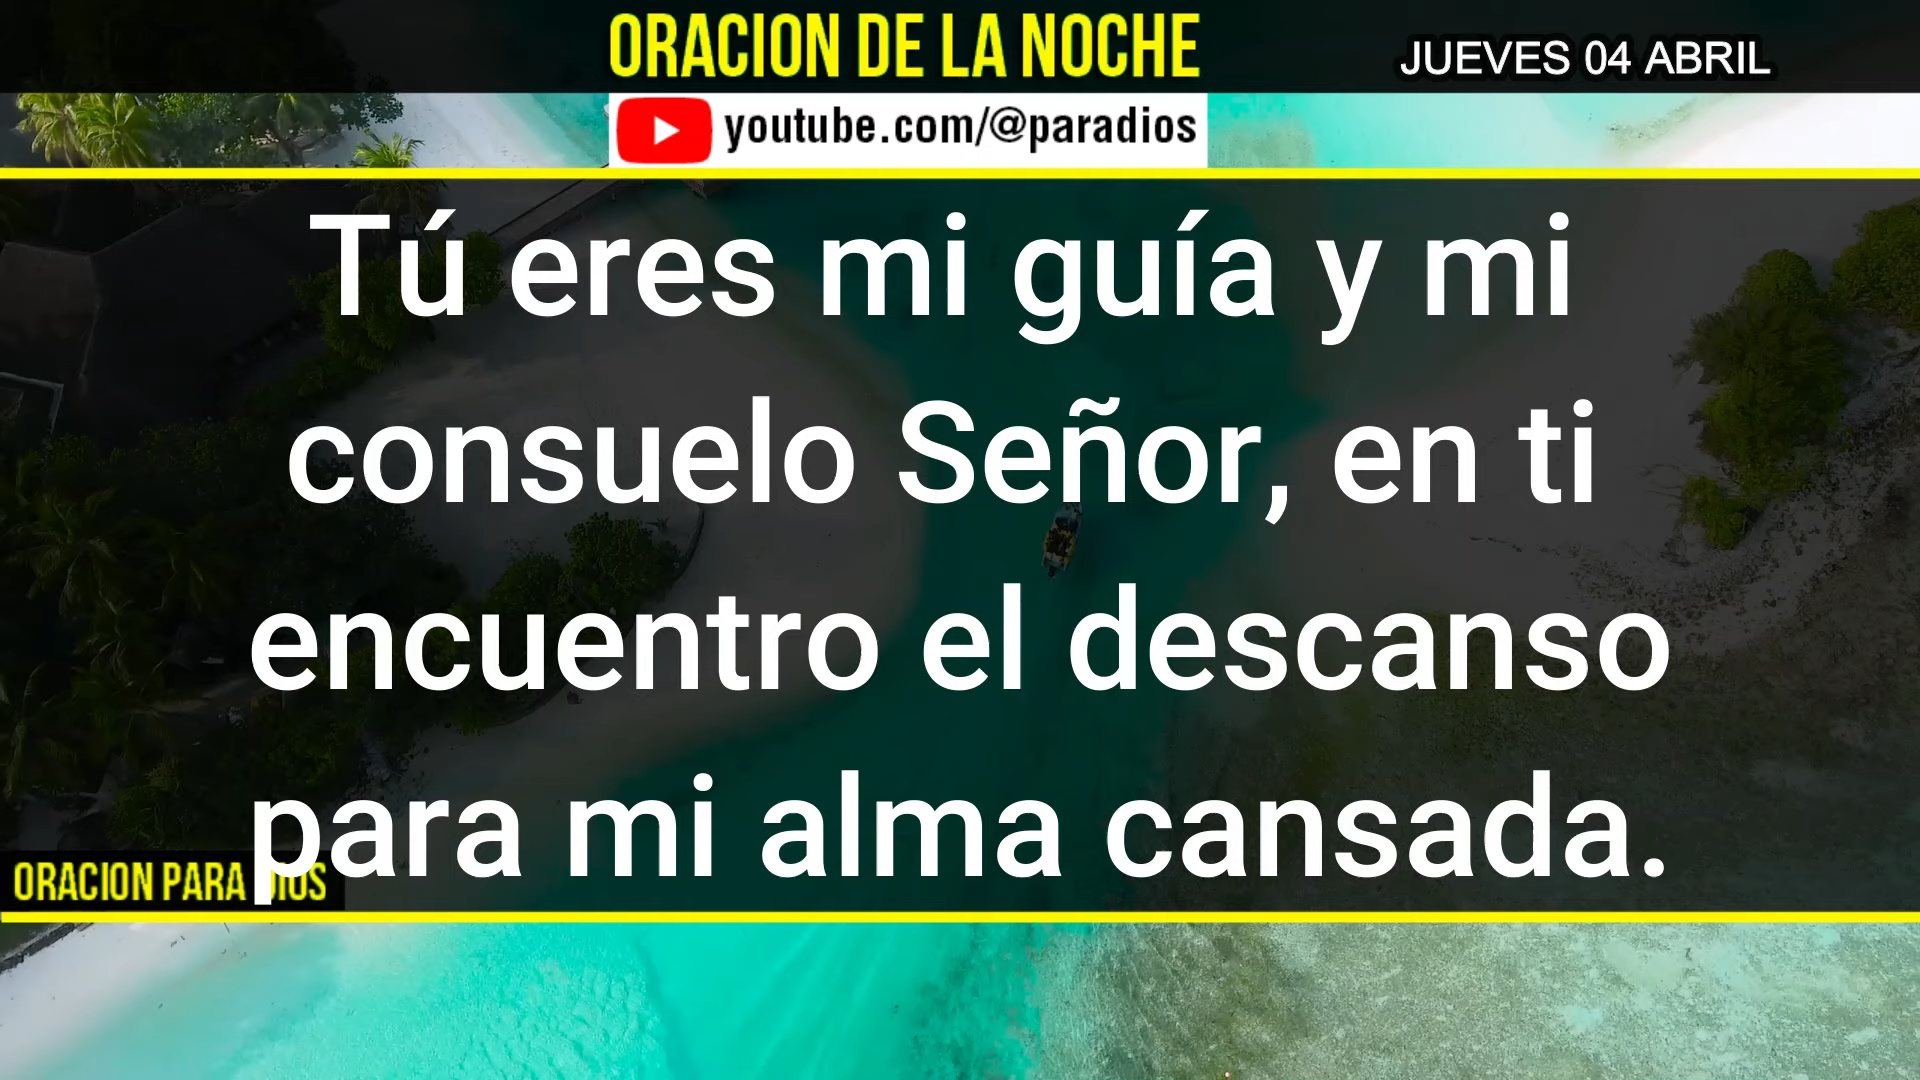 ORACION DE LA NOCHE
JUEVES 04 ABRIL
youtube.com/@paradios
Tú eres mi guía y mi
consuelo Señor, en ti
encuentro el descanso
para mi alma cansada.
ORACION PARA DIOS